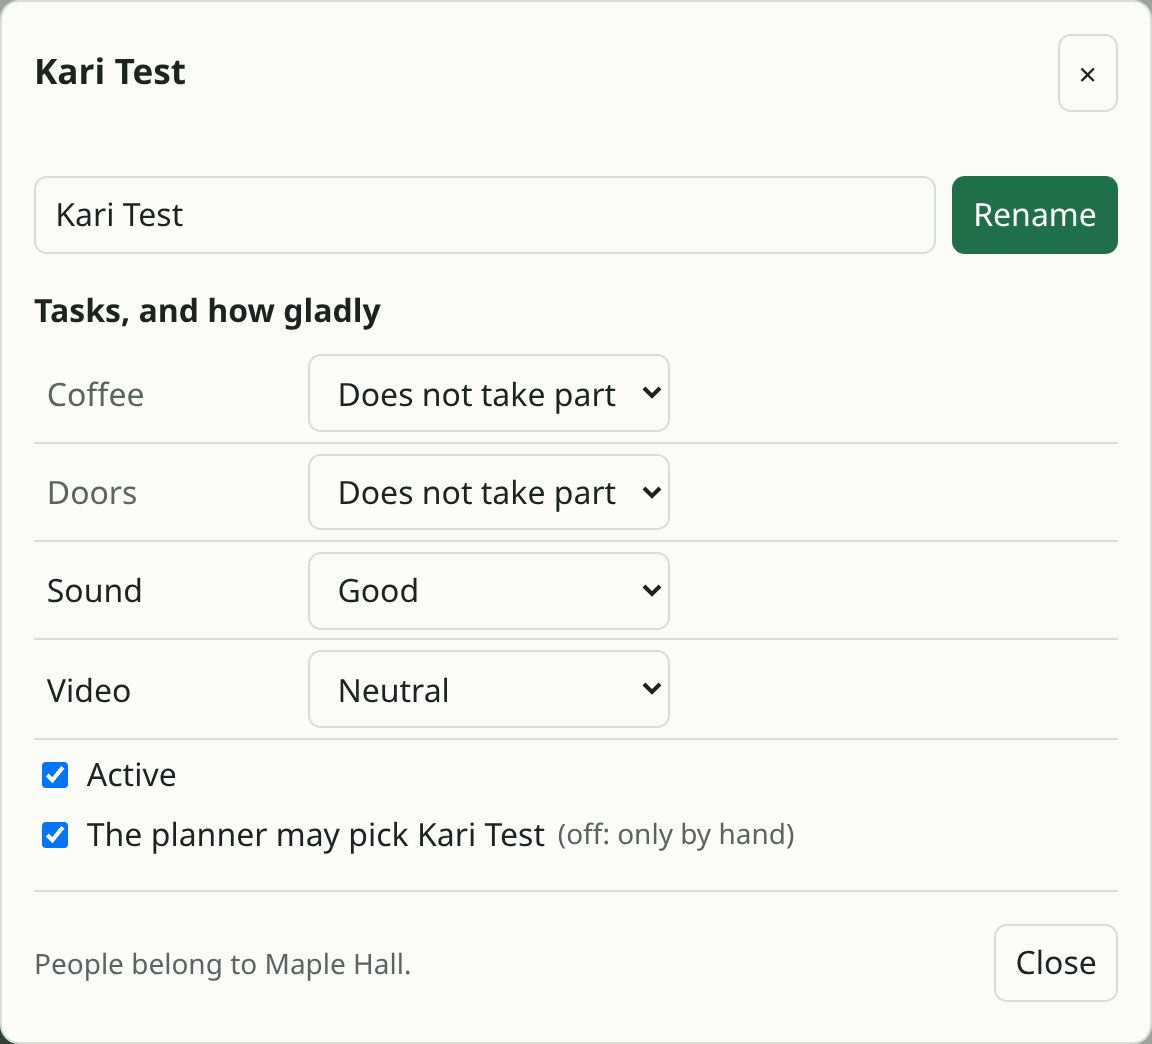 Kari Test
×
Kari Test
Rename
Tasks, and how gladly
Coffee
Does not take part
Doors
Does not take part
Sound
Good
Video
Neutral
Active
The planner may pick Kari Test (off: only by hand)
People belong to Maple Hall.
Close